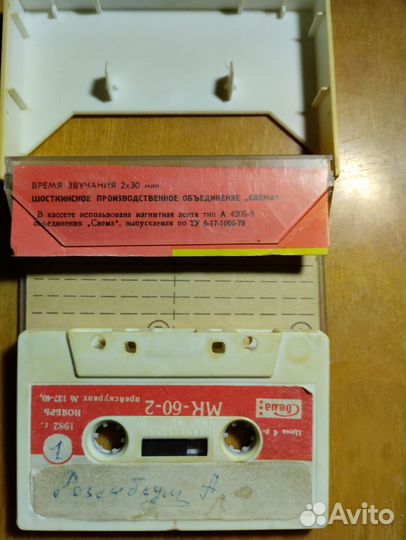 ВРЕМЯ ЗВУЧАНИЯ 2х30 мин.
ШОСТКИНСКОЕ ПРОИЗВОДСТВЕННОЕ ОБЪЕДИНЕНИЕ „СВЕМА"
В кассете использована магнитная лента тип А 4205-3
объединения „Свема", выпускаемая по ТУ 6-17-1005-78
Свема
Цена 4 р.
МК-60-2
прейскурант № 137-40,
НОЯБРЬ
1982 г.
1
Розенбаум А
Avito